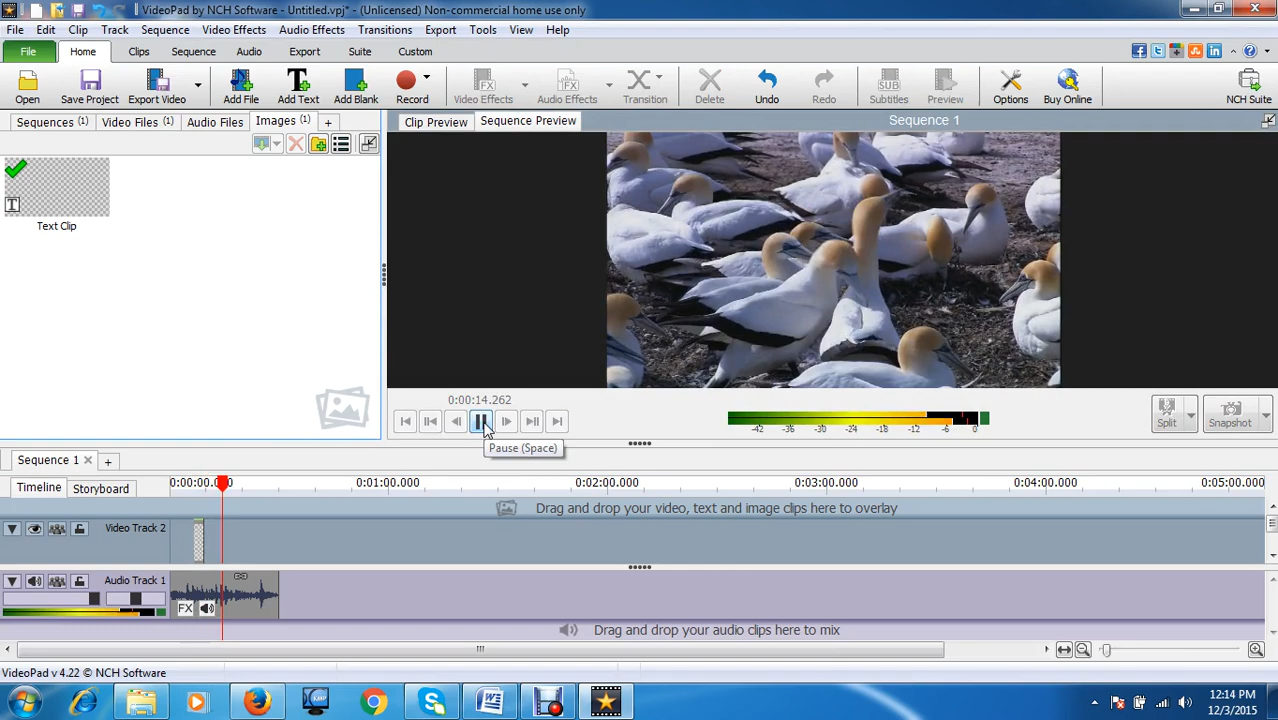 VideoPad by NCH Software - Untitled.vpj* - (Unlicensed) Non-commercial home use only
File Edit Clip Track Sequence Video Effects Audio Effects Transitions Export Tools View Help
File Home Clips Sequence Audio Export Suite Custom
Open Save Project Export Video Add File Add Text Add Blank Record Video Effects Audio Effects Transition Delete Undo Redo Subtitles Preview Options Buy Online NCH Suite
Sequences (1) Video Files (1) Audio Files Images (1) +
Clip Preview Sequence Preview Sequence 1
T
Text Clip
0:00:14.262
Pause (Space)
-42 -36 -30 -24 -18 -12 -6 0
Split Snapshot
Sequence 1 +
Timeline Storyboard
0:00:00.000 0:01:00.000 0:02:00.000 0:03:00.000 0:04:00.000 0:05:00.000
Drag and drop your video, text and image clips here to overlay
Video Track 2
Audio Track 1
FX
Drag and drop your audio clips here to mix
VideoPad v 4.22 © NCH Software
12:14 PM
12/3/2015